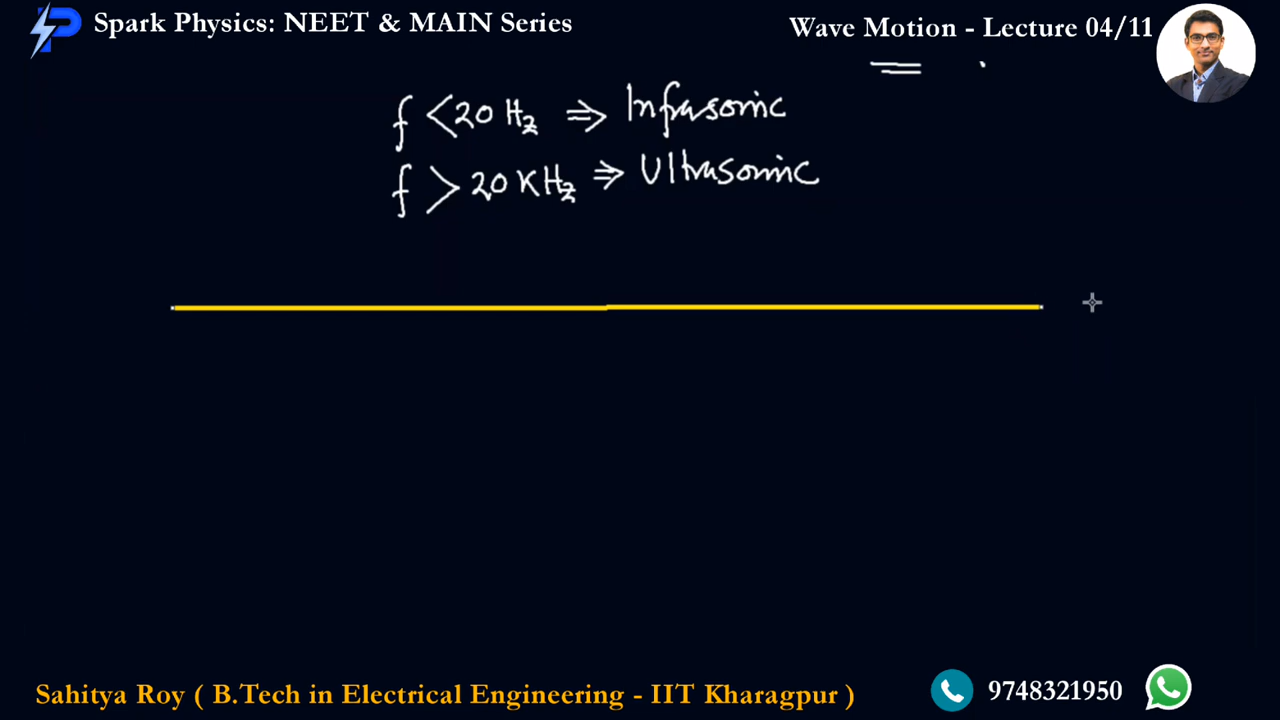 Spark Physics: NEET & MAIN Series
Wave Motion - Lecture 04/11
f < 20 Hz ⇒ Infrasonic
f > 20 KHz ⇒ Ultrasonic
Sahitya Roy ( B.Tech in Electrical Engineering - IIT Kharagpur )
9748321950